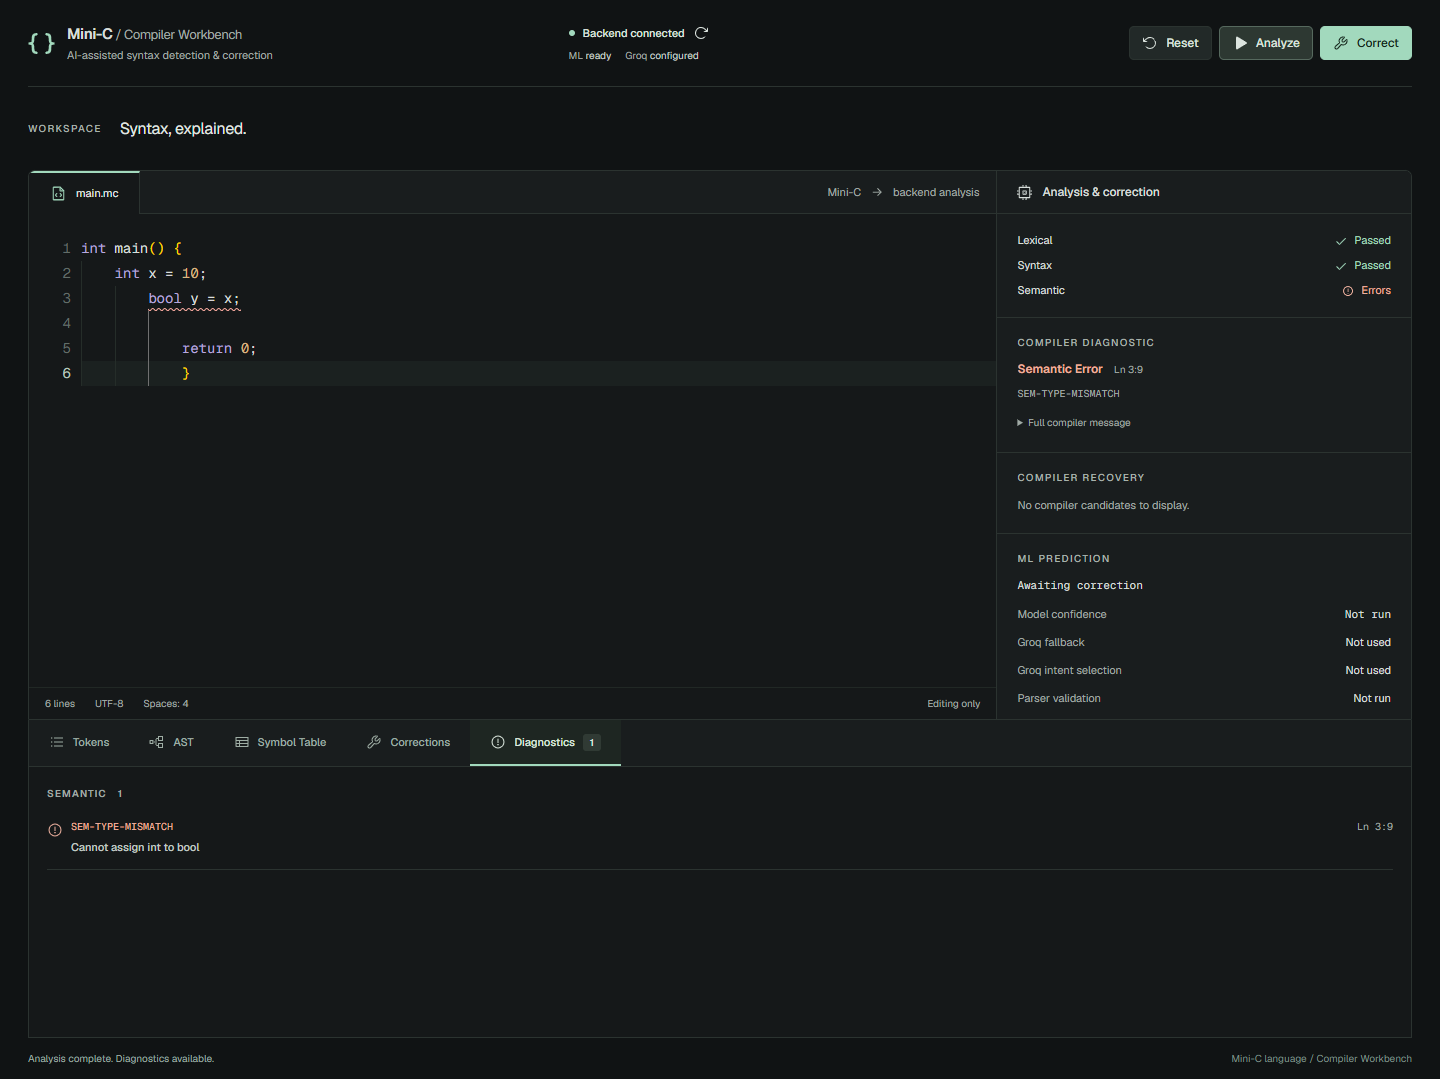 { } Mini-C / Compiler Workbench
AI-assisted syntax detection & correction
Backend connected
ML ready Groq configured
Reset
Analyze
Correct
WORKSPACE Syntax, explained.
main.mc
Mini-C → backend analysis
1 int main() {
2 int x = 10;
3 bool y = x;
4
5 return 0;
6 }
6 lines UTF-8 Spaces: 4 Editing only
Analysis & correction
Lexical Passed
Syntax Passed
Semantic Errors
COMPILER DIAGNOSTIC
Semantic Error Ln 3:9
SEM-TYPE-MISMATCH
Full compiler message
COMPILER RECOVERY
No compiler candidates to display.
ML PREDICTION
Awaiting correction
Model confidence Not run
Groq fallback Not used
Groq intent selection Not used
Parser validation Not run
Tokens AST Symbol Table Corrections Diagnostics 1
SEMANTIC 1
SEM-TYPE-MISMATCH Ln 3:9
Cannot assign int to bool
Analysis complete. Diagnostics available.
Mini-C language / Compiler Workbench